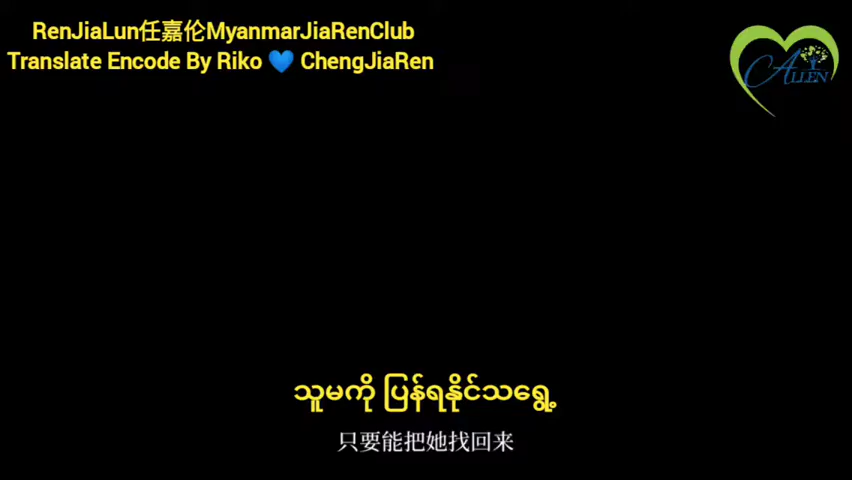 RenJiaLun任嘉伦MyanmarJiaRenClub
Translate Encode By Riko 💙 ChengJiaRen
ALLEN
သူမကို ပြန်ရနိုင်သရွေ့
只要能把她找回来